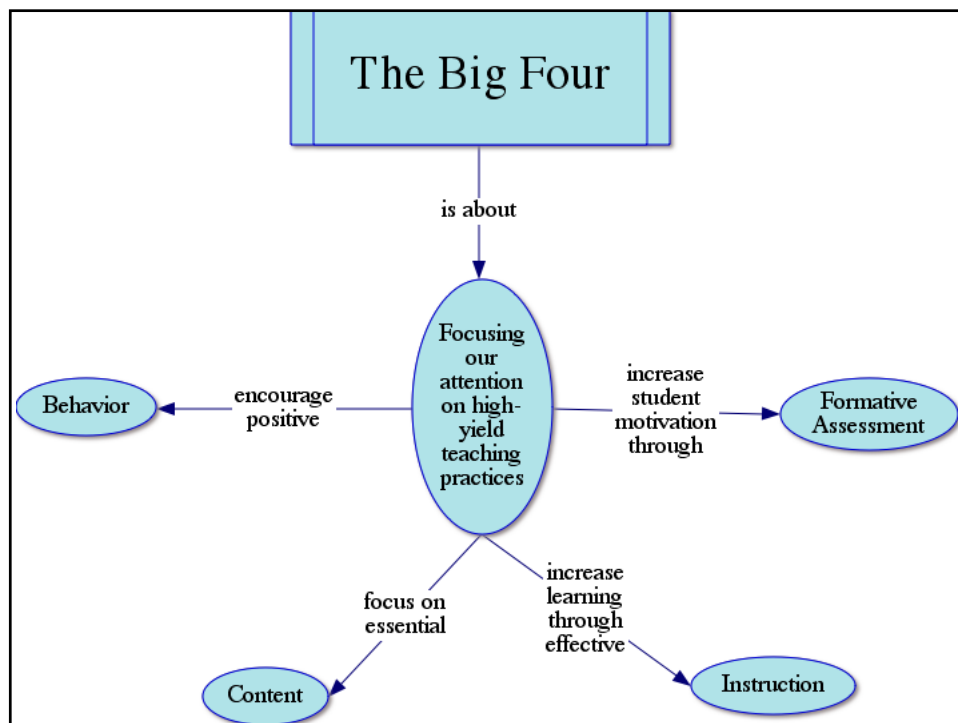 The Big Four
is about
Focusing
our
attention
on high-
yield
teaching
practices
encourage
positive
Behavior
increase
student
motivation
through
Formative
Assessment
focus on
essential
Content
increase
learning
through
effective
Instruction